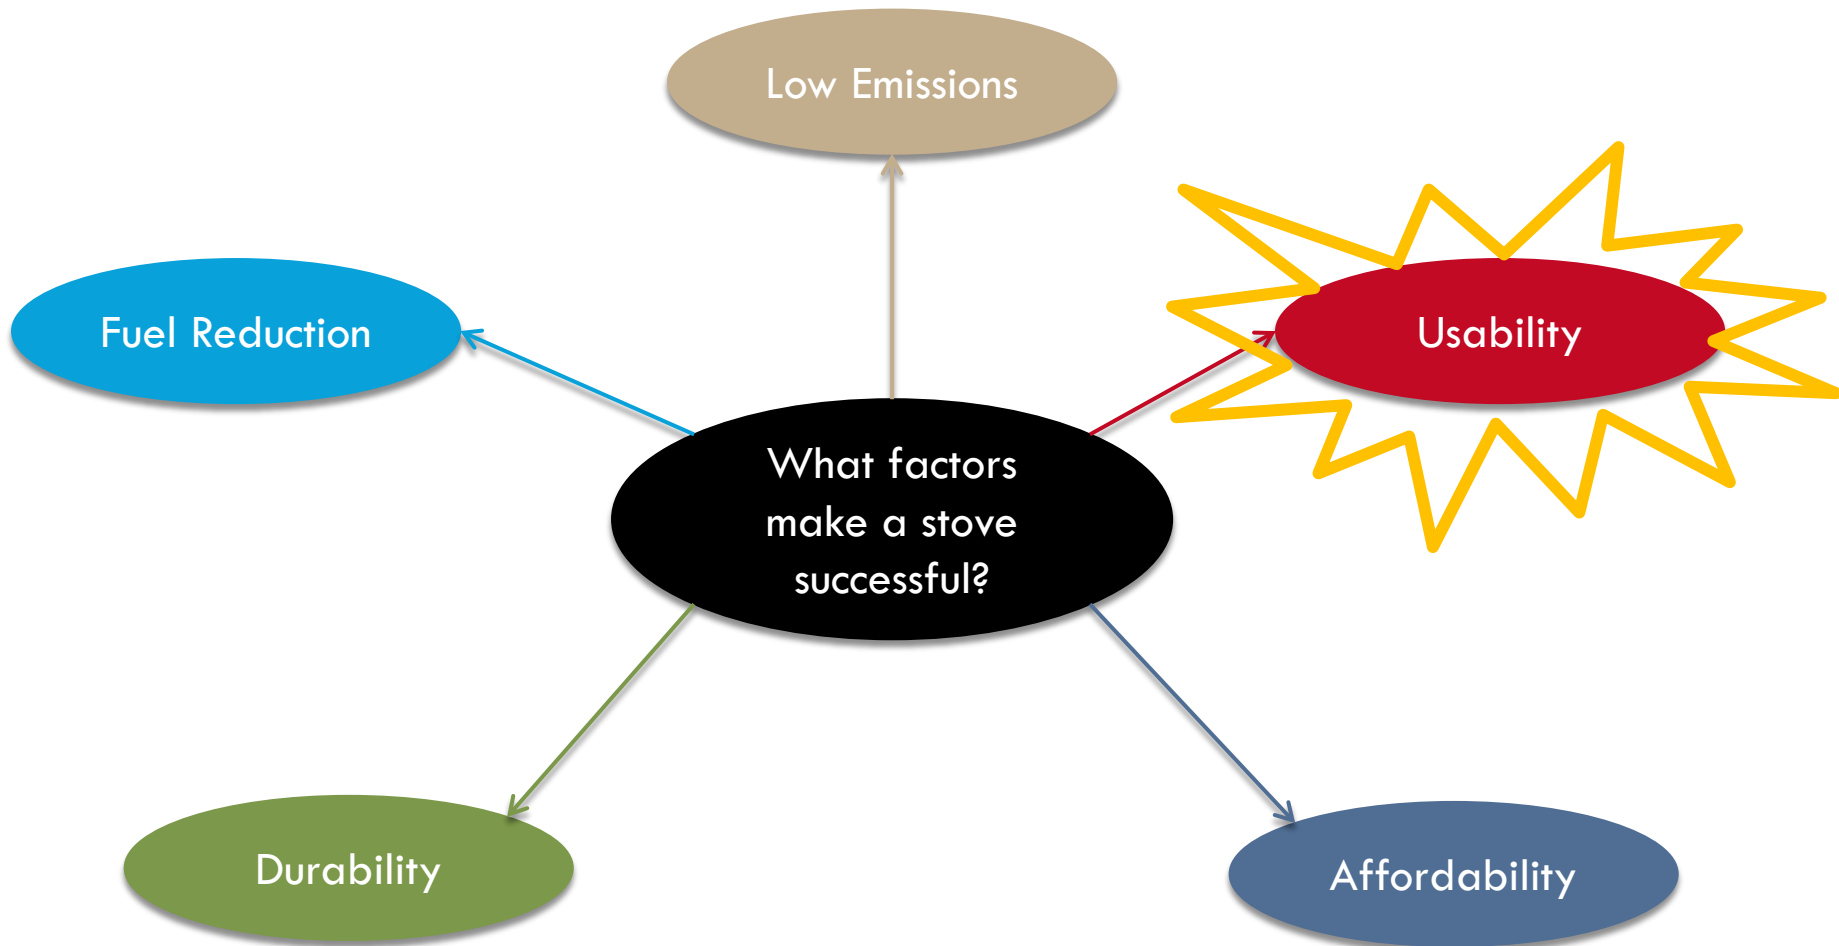 Low Emissions
Fuel Reduction
Usability
What factors
make a stove
successful?
Durability
Affordability